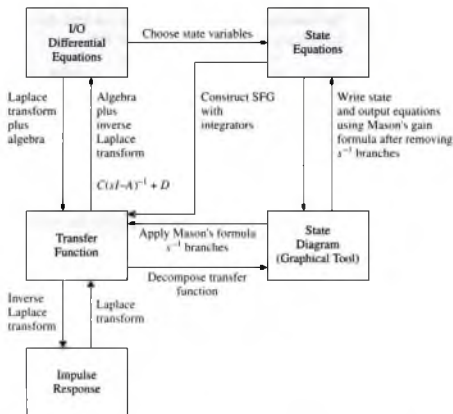 I/O
Differential
Equations
Choose state variables
State
Equations
Laplace
transform
plus
algebra
Algebra
plus
inverse
Laplace
transform
C(sI–A)⁻¹ + D
Construct SFG
with
integrators
Write state
and output equations
using Mason's gain
formula after removing
s⁻¹ branches
Transfer
Function
Apply Mason's formula
s⁻¹ branches
Decompose transfer
function
State
Diagram
(Graphical Tool)
Inverse
Laplace
transform
Laplace
transform
Impulse
Response